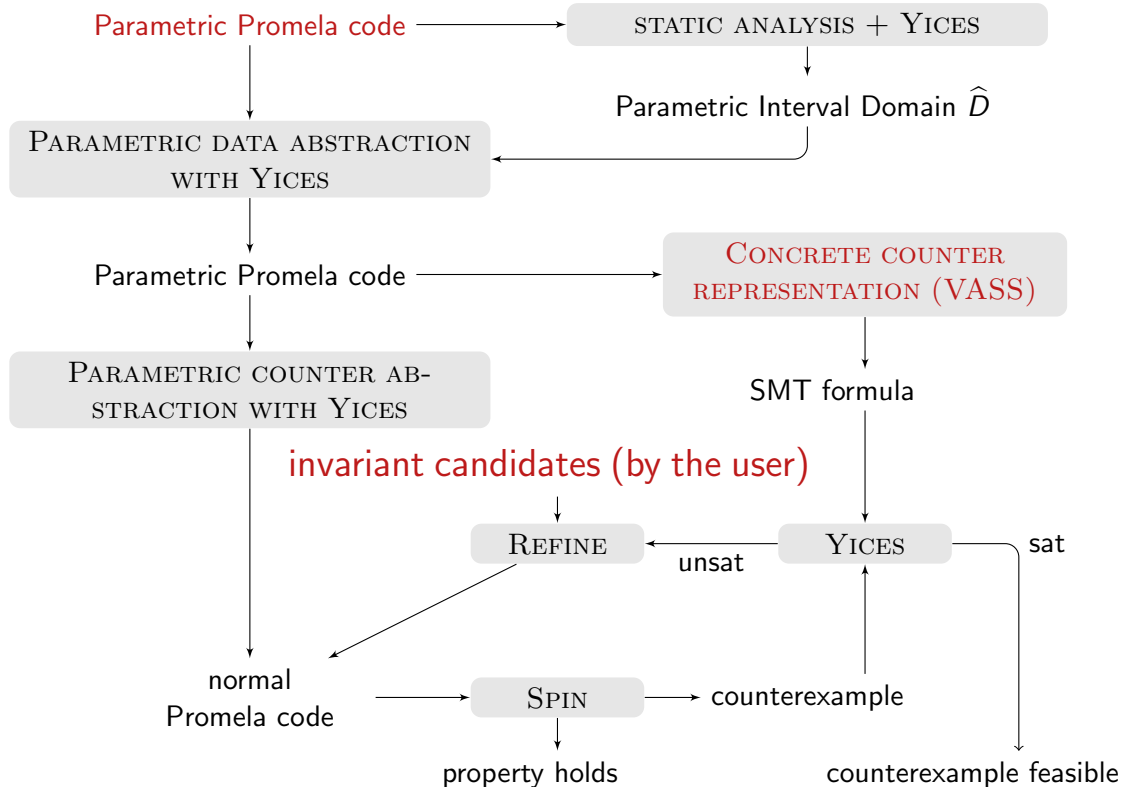 Parametric Promela code
STATIC ANALYSIS + YICES
Parametric Interval Domain D̂
PARAMETRIC DATA ABSTRACTION
WITH YICES
Parametric Promela code
CONCRETE COUNTER
REPRESENTATION (VASS)
PARAMETRIC COUNTER AB-
STRACTION WITH YICES
SMT formula
invariant candidates (by the user)
REFINE
unsat
YICES
sat
normal
Promela code
SPIN
counterexample
property holds
counterexample feasible